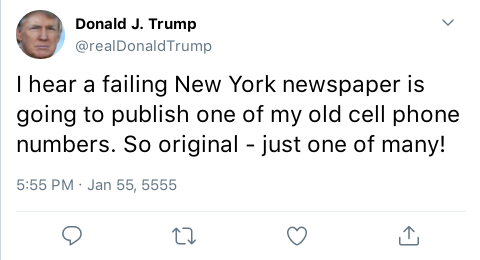 Donald J. Trump
@realDonaldTrump
I hear a failing New York newspaper is
going to publish one of my old cell phone
numbers. So original - just one of many!
5:55 PM · Jan 55, 5555